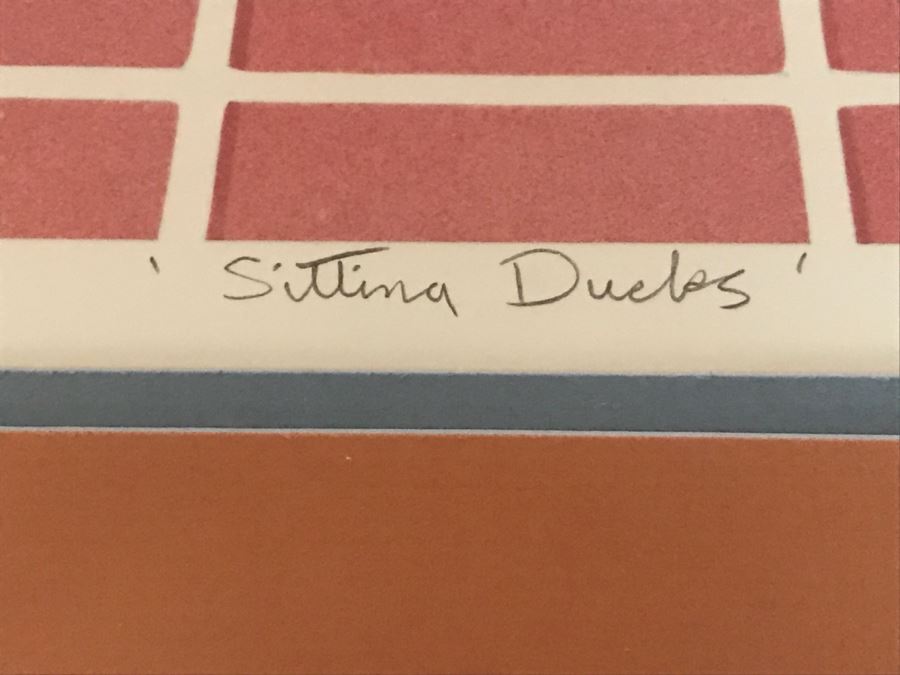 ‘ Sitting Ducks ’